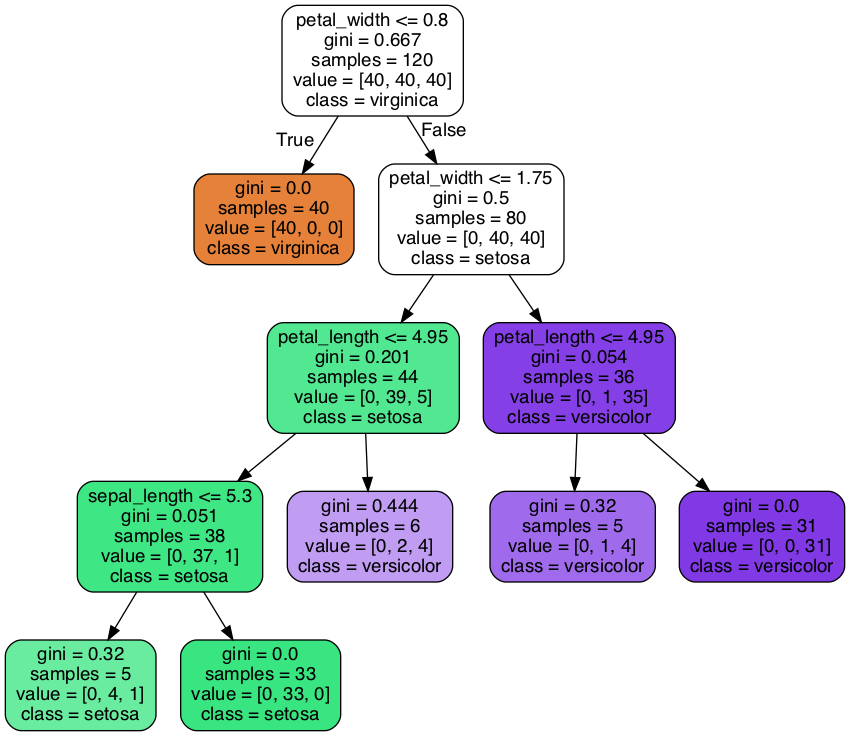 petal_width <= 0.8
gini = 0.667
samples = 120
value = [40, 40, 40]
class = virginica
True
False
gini = 0.0
samples = 40
value = [40, 0, 0]
class = virginica
petal_width <= 1.75
gini = 0.5
samples = 80
value = [0, 40, 40]
class = setosa
petal_length <= 4.95
gini = 0.201
samples = 44
value = [0, 39, 5]
class = setosa
petal_length <= 4.95
gini = 0.054
samples = 36
value = [0, 1, 35]
class = versicolor
sepal_length <= 5.3
gini = 0.051
samples = 38
value = [0, 37, 1]
class = setosa
gini = 0.444
samples = 6
value = [0, 2, 4]
class = versicolor
gini = 0.32
samples = 5
value = [0, 1, 4]
class = versicolor
gini = 0.0
samples = 31
value = [0, 0, 31]
class = versicolor
gini = 0.32
samples = 5
value = [0, 4, 1]
class = setosa
gini = 0.0
samples = 33
value = [0, 33, 0]
class = setosa